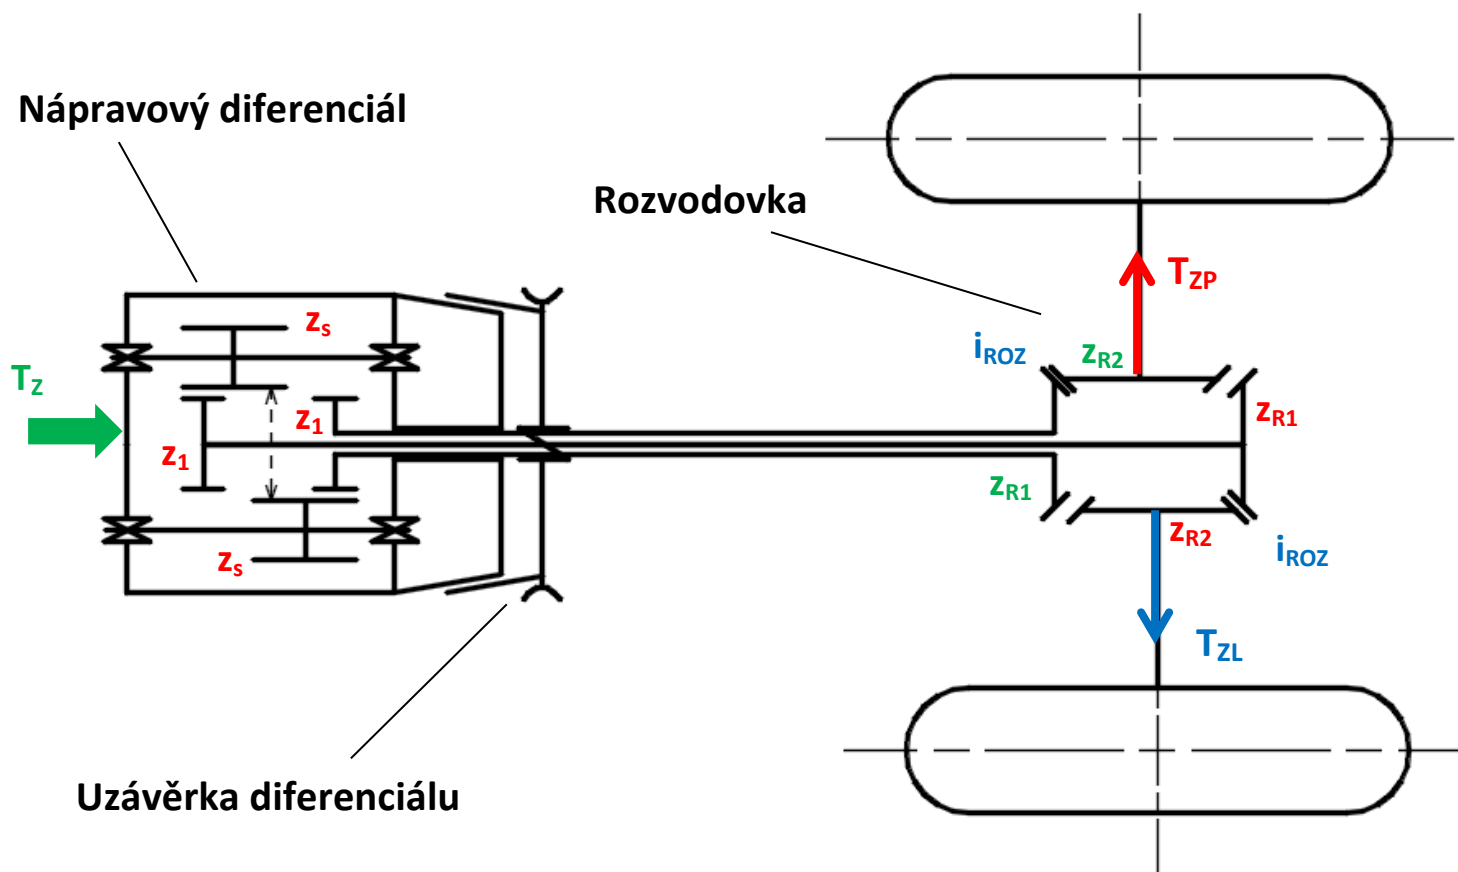 Nápravový diferenciál
Rozvodovka
T_ZP
z_s
i_ROZ
z_R2
T_Z
z_1
z_R1
z_1
z_R1
z_R2
z_s
i_ROZ
T_ZL
Uzávěrka diferenciálu